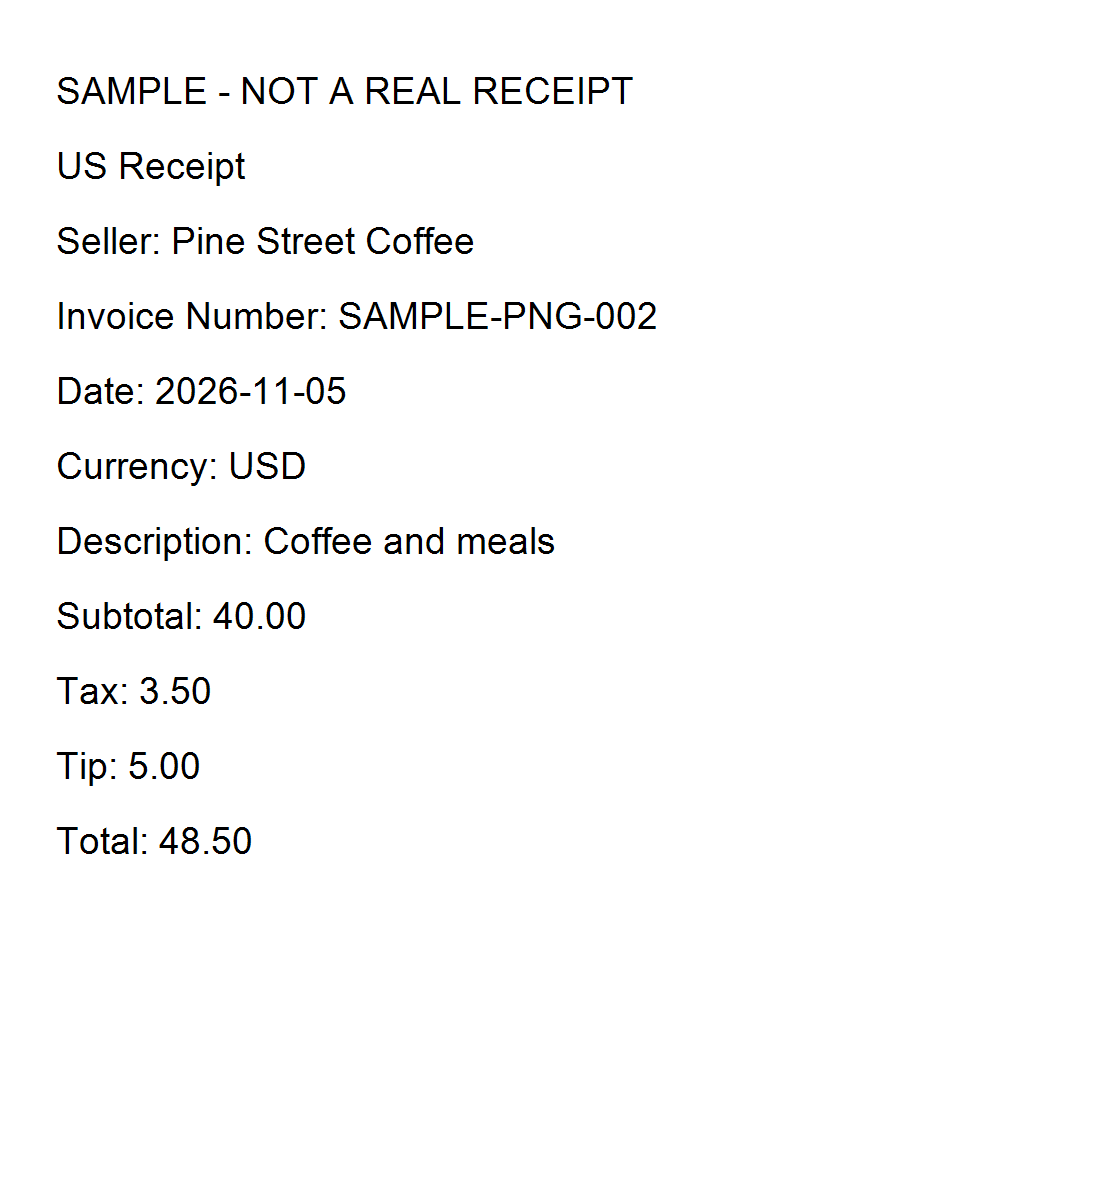 SAMPLE - NOT A REAL RECEIPT
US Receipt
Seller: Pine Street Coffee
Invoice Number: SAMPLE-PNG-002
Date: 2026-11-05
Currency: USD
Description: Coffee and meals
Subtotal: 40.00
Tax: 3.50
Tip: 5.00
Total: 48.50